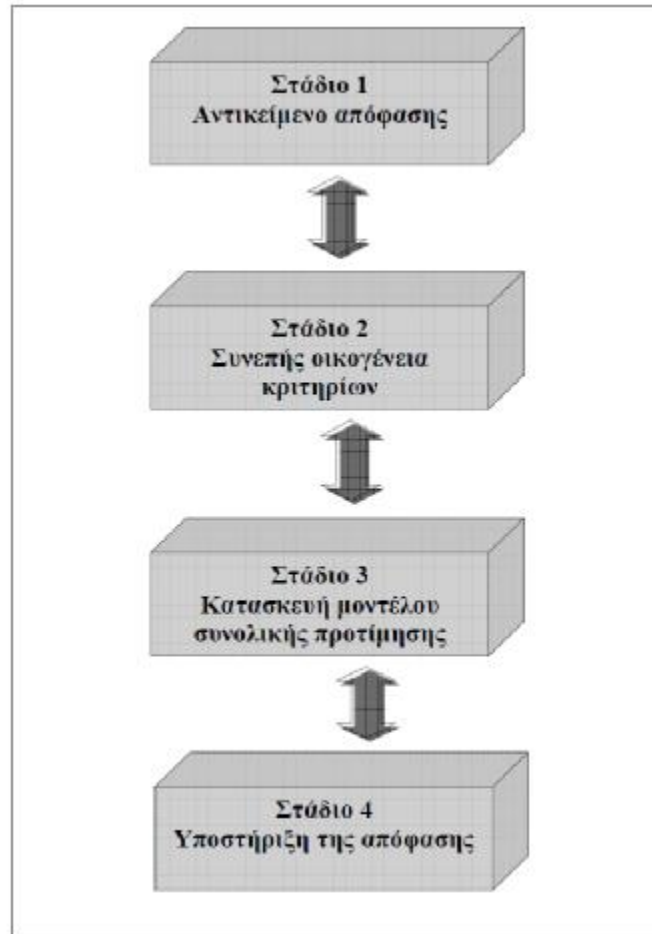 Στάδιο 1
Αντικείμενο απόφασης
Στάδιο 2
Συνεπής οικογένεια
κριτηρίων
Στάδιο 3
Κατασκευή μοντέλου
συνολικής προτίμησης
Στάδιο 4
Υποστήριξη της απόφασης